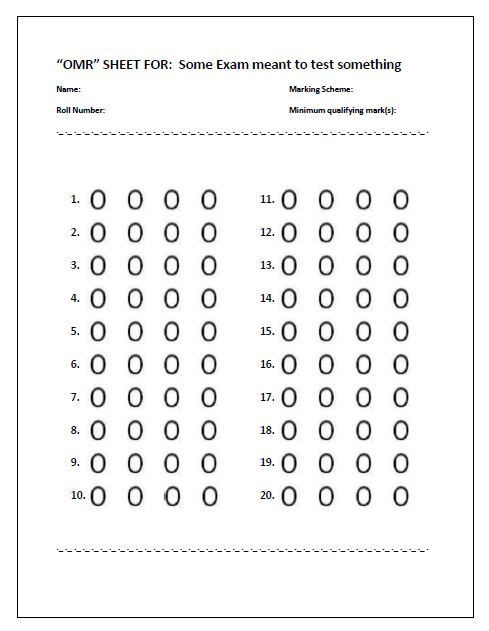 “OMR” SHEET FOR:  Some Exam meant to test something
Name: Marking Scheme:
Roll Number: Minimum qualifying mark(s):
1. O O O O 11. O O O O
2. O O O O 12. O O O O
3. O O O O 13. O O O O
4. O O O O 14. O O O O
5. O O O O 15. O O O O
6. O O O O 16. O O O O
7. O O O O 17. O O O O
8. O O O O 18. O O O O
9. O O O O 19. O O O O
10. O O O O 20. O O O O